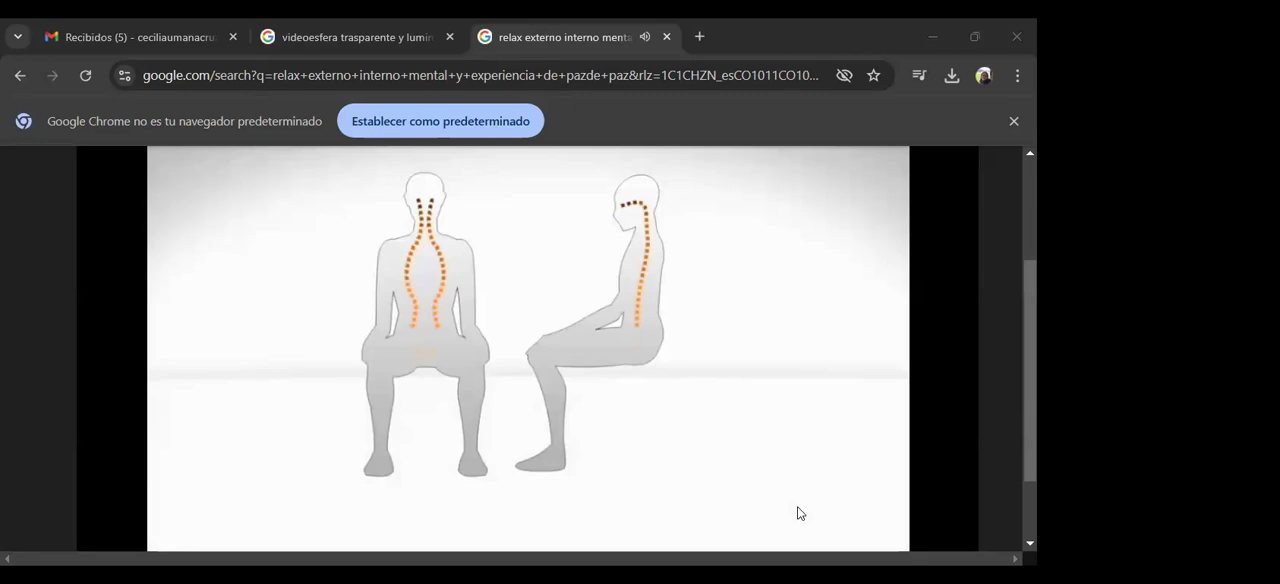 Recibidos (5) - ceciliaumanacru
videoesfera trasparente y lumin
relax externo interno menta
google.com/search?q=relax+externo+interno+mental+y+experiencia+de+pazde+paz&rlz=1C1CHZN_esCO1011CO10...
Google Chrome no es tu navegador predeterminado
Establecer como predeterminado